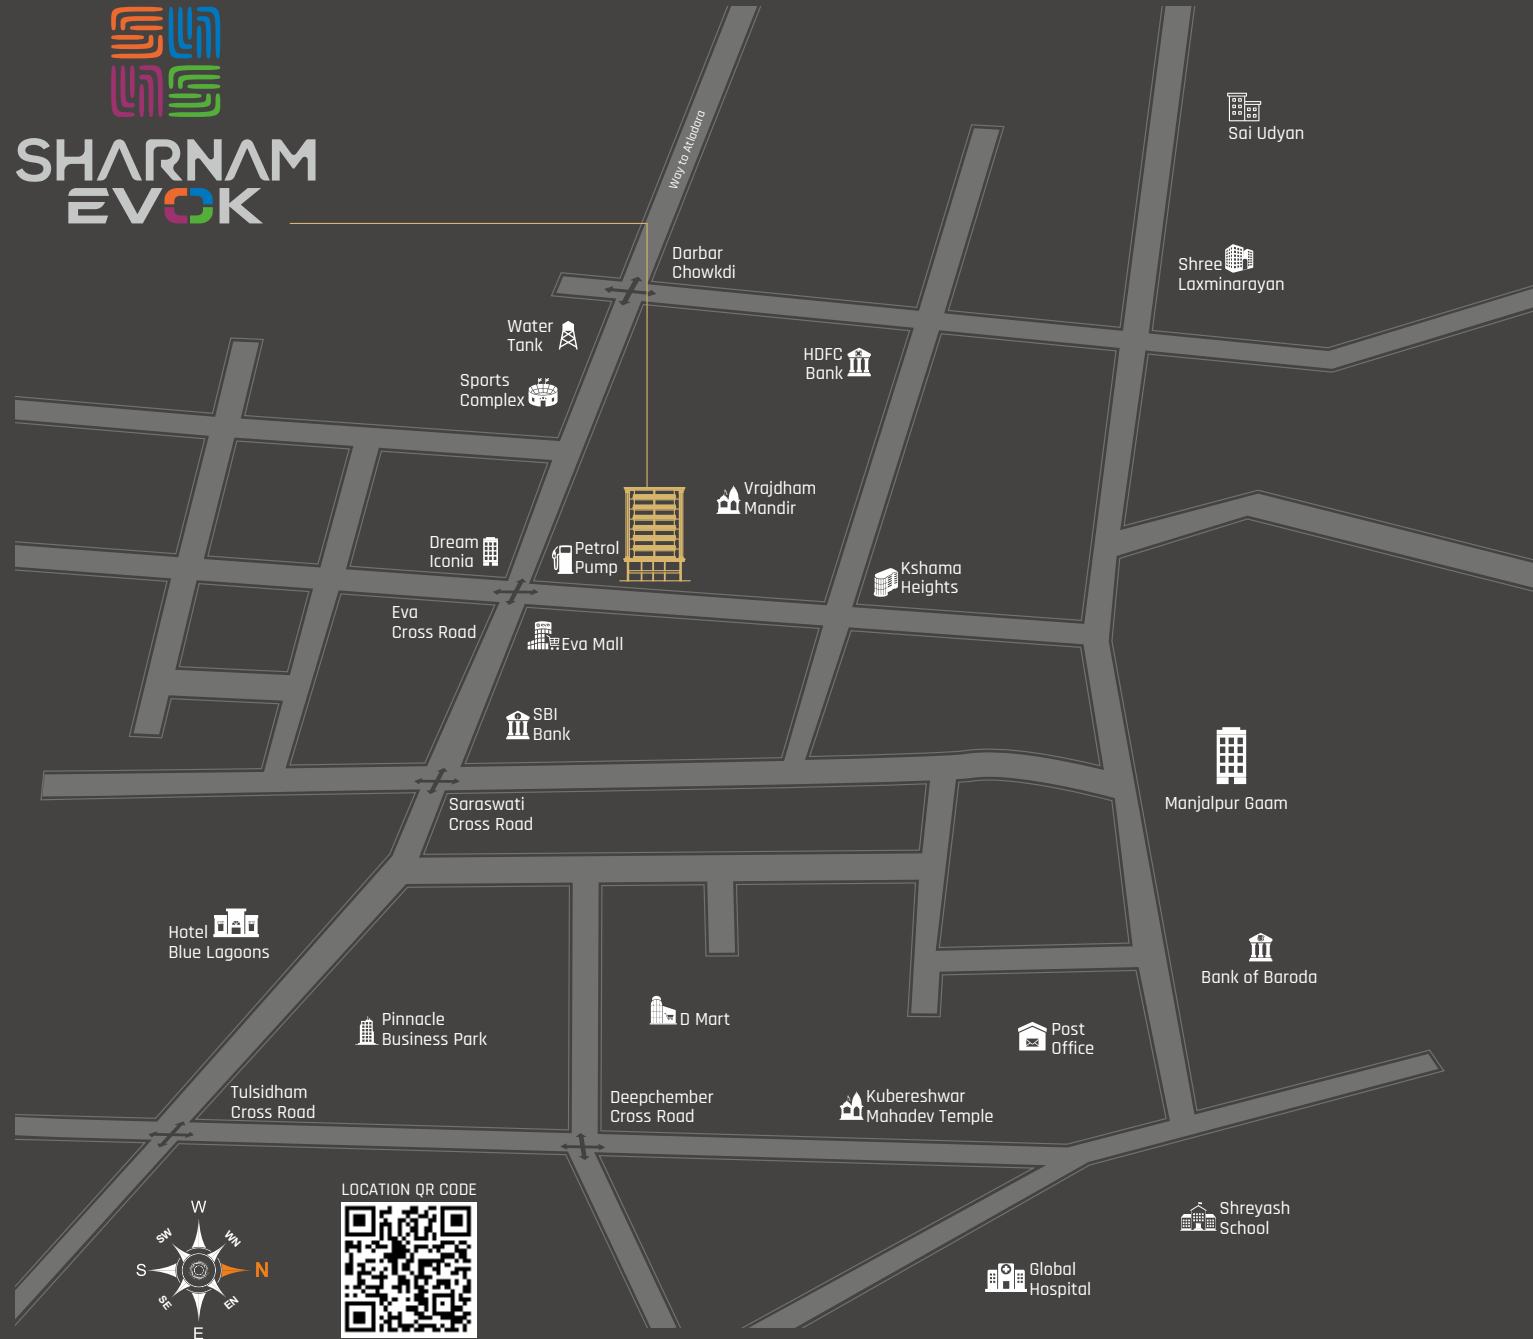 SHARNAM
EVOK
Way to Atladara
Sai Udyan
Darbar
Chowkdi
Shree
Laxminarayan
Water
Tank
HDFC
Bank
Sports
Complex
Vrajdham
Mandir
Dream
Iconia
Petrol
Pump
Kshama
Heights
Eva
Cross Road
Eva Mall
SBI
Bank
Saraswati
Cross Road
Manjalpur Gaam
Hotel
Blue Lagoons
Bank of Baroda
Pinnacle
Business Park
D Mart
Post
Office
Tulsidham
Cross Road
Deepchember
Cross Road
Kubereshwar
Mahadev Temple
LOCATION QR CODE
W
SW
WN
S
N
SE
EN
E
Shreyash
School
Global
Hospital